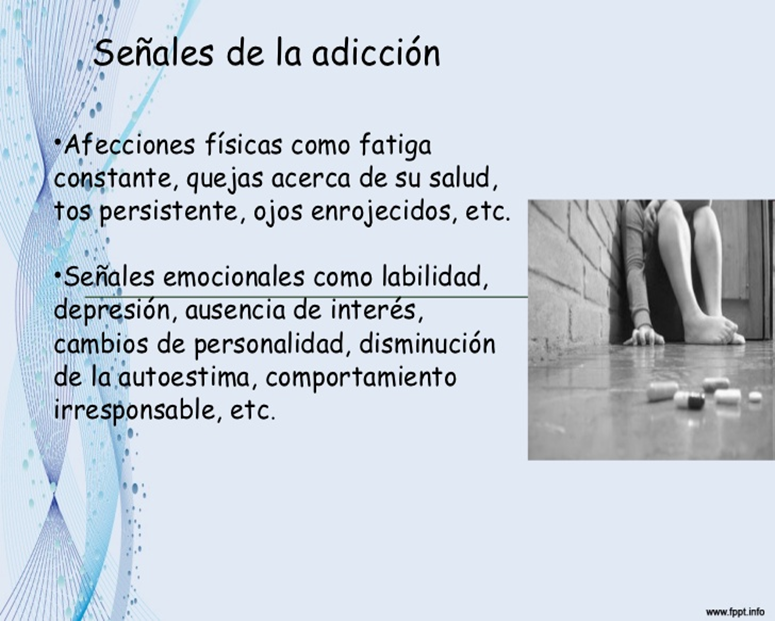 Señales de la adicción
•Afecciones físicas como fatiga
constante, quejas acerca de su salud,
tos persistente, ojos enrojecidos, etc.
•Señales emocionales como labilidad,
depresión, ausencia de interés,
cambios de personalidad, disminución
de la autoestima, comportamiento
irresponsable, etc.
www.fppt.info